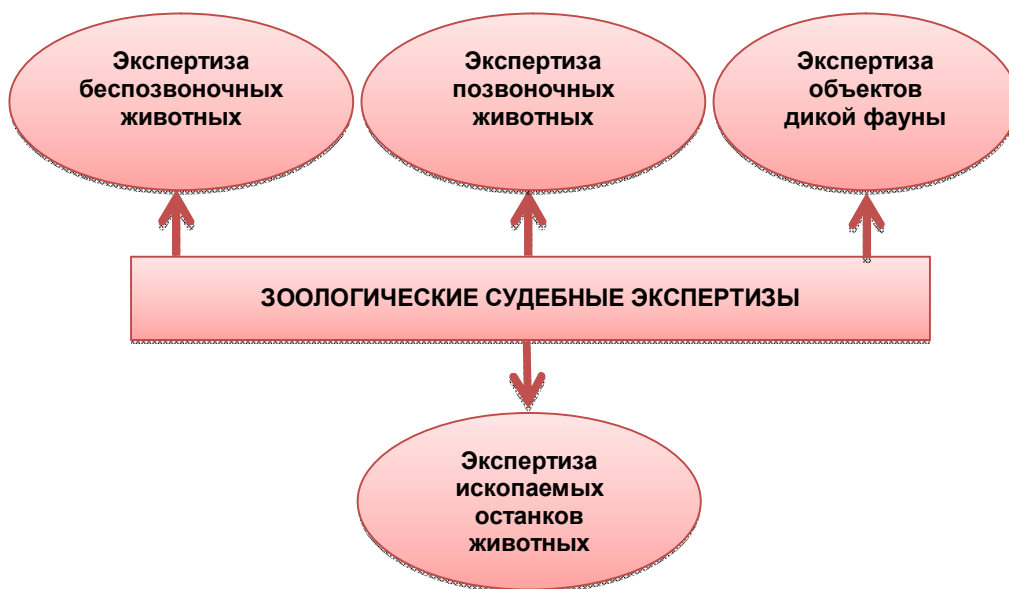 Экспертиза
беспозвоночных
животных
Экспертиза
позвоночных
животных
Экспертиза
объектов
дикой фауны
ЗООЛОГИЧЕСКИЕ СУДЕБНЫЕ ЭКСПЕРТИЗЫ
Экспертиза
ископаемых
останков
животных